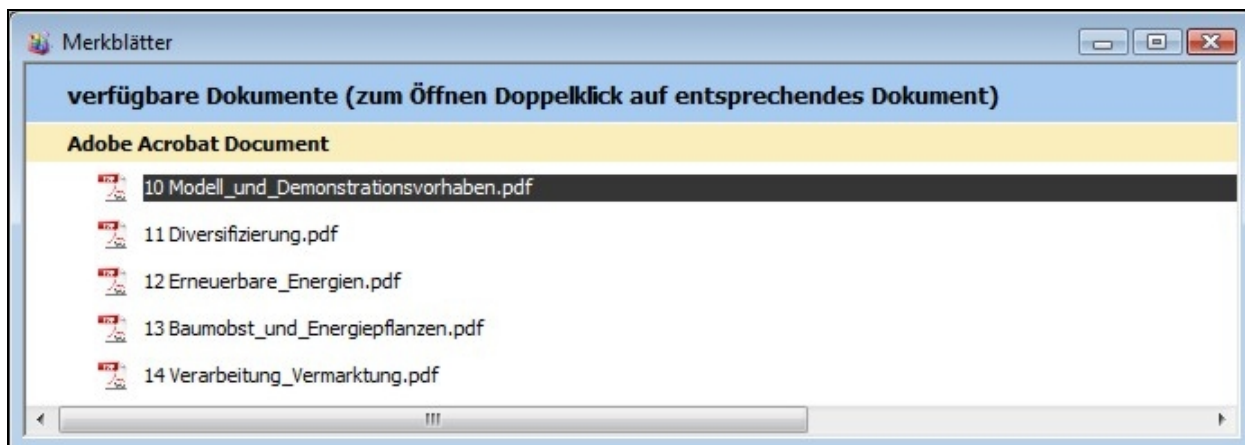 Merkblätter
verfügbare Dokumente (zum Öffnen Doppelklick auf entsprechendes Dokument)
Adobe Acrobat Document
10 Modell_und_Demonstrationsvorhaben.pdf
11 Diversifizierung.pdf
12 Erneuerbare_Energien.pdf
13 Baumobst_und_Energiepflanzen.pdf
14 Verarbeitung_Vermarktung.pdf